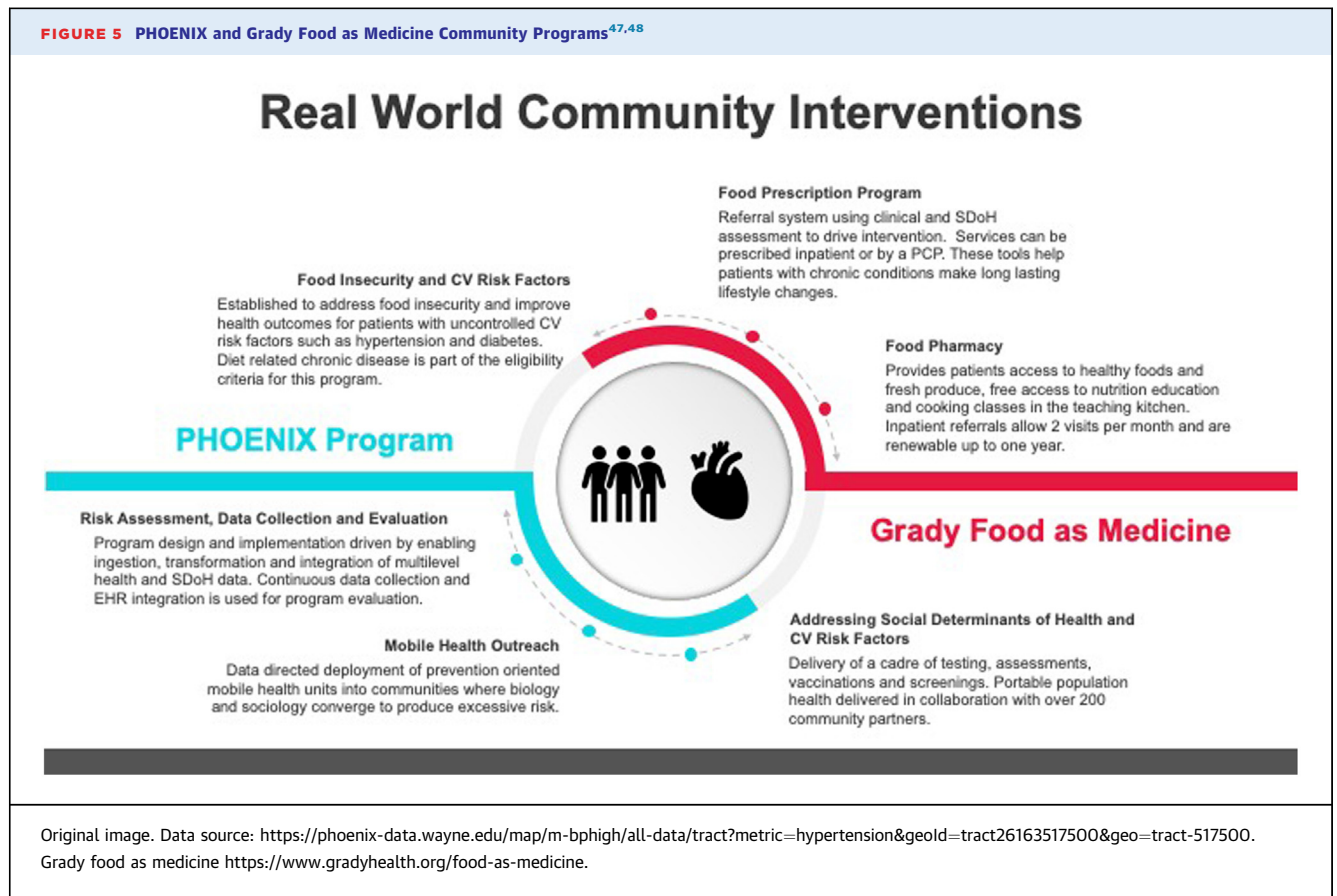 FIGURE 5 PHOENIX and Grady Food as Medicine Community Programs47,48
Real World Community Interventions
Food Prescription Program
Referral system using clinical and SDoH
assessment to drive intervention. Services can be
prescribed inpatient or by a PCP. These tools help
patients with chronic conditions make long lasting
lifestyle changes.
Food Insecurity and CV Risk Factors
Established to address food insecurity and improve
health outcomes for patients with uncontrolled CV
risk factors such as hypertension and diabetes.
Diet related chronic disease is part of the eligibility
criteria for this program.
Food Pharmacy
Provides patients access to healthy foods and
fresh produce, free access to nutrition education
and cooking classes in the teaching kitchen.
Inpatient referrals allow 2 visits per month and are
renewable up to one year.
PHOENIX Program
Risk Assessment, Data Collection and Evaluation
Program design and implementation driven by enabling
ingestion, transformation and integration of multilevel
health and SDoH data. Continuous data collection and
EHR integration is used for program evaluation.
Grady Food as Medicine
Mobile Health Outreach
Data directed deployment of prevention oriented
mobile health units into communities where biology
and sociology converge to produce excessive risk.
Addressing Social Determinants of Health and
CV Risk Factors
Delivery of a cadre of testing, assessments,
vaccinations and screenings. Portable population
health delivered in collaboration with over 200
community partners.
Original image. Data source: https://phoenix-data.wayne.edu/map/m-bphigh/all-data/tract?metric=hypertension&geoId=tract26163517500&geo=tract-517500.
Grady food as medicine https://www.gradyhealth.org/food-as-medicine.